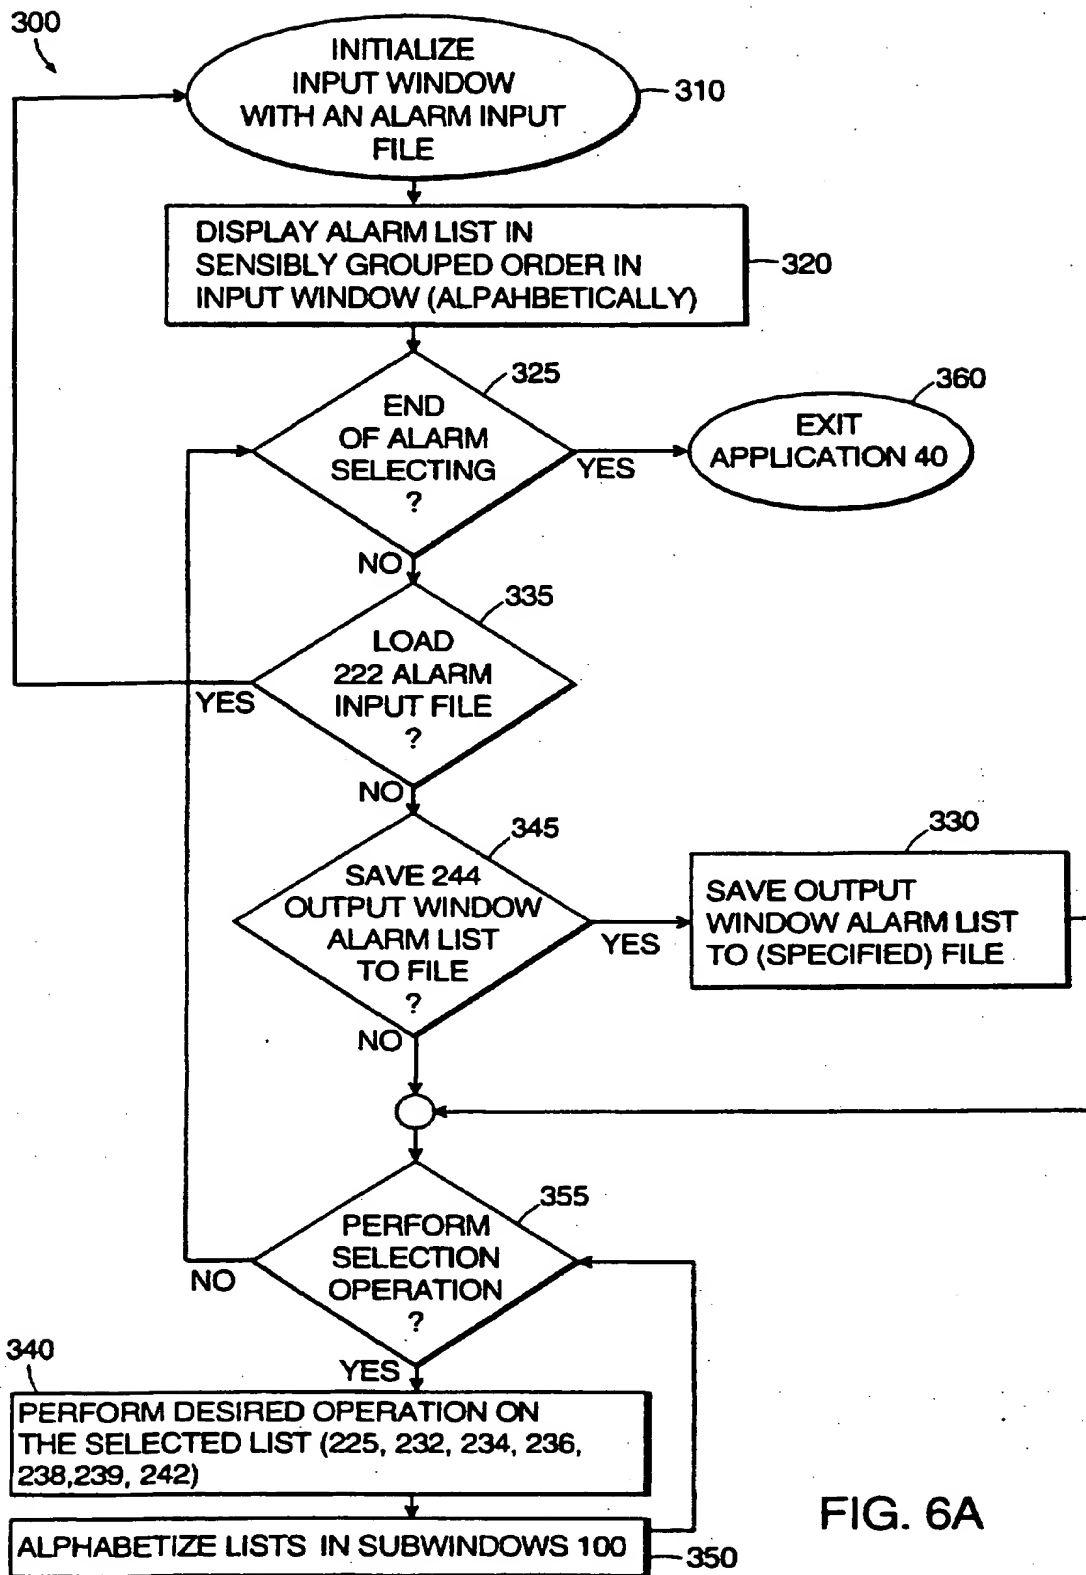 300
INITIALIZE
INPUT WINDOW
WITH AN ALARM INPUT
FILE
310
DISPLAY ALARM LIST IN
SENSIBLY GROUPED ORDER IN
INPUT WINDOW (ALPAHBETICALLY)
320
325
END
OF ALARM
SELECTING
?
YES
360
EXIT
APPLICATION 40
NO
335
LOAD
222 ALARM
INPUT FILE
?
YES
NO
345
SAVE 244
OUTPUT WINDOW
ALARM LIST
TO FILE
?
YES
330
SAVE OUTPUT
WINDOW ALARM LIST
TO (SPECIFIED) FILE
NO
355
PERFORM
SELECTION
OPERATION
?
NO
YES
340
PERFORM DESIRED OPERATION ON
THE SELECTED LIST (225, 232, 234, 236,
238,239, 242)
ALPHABETIZE LISTS IN SUBWINDOWS 100
350
FIG. 6A